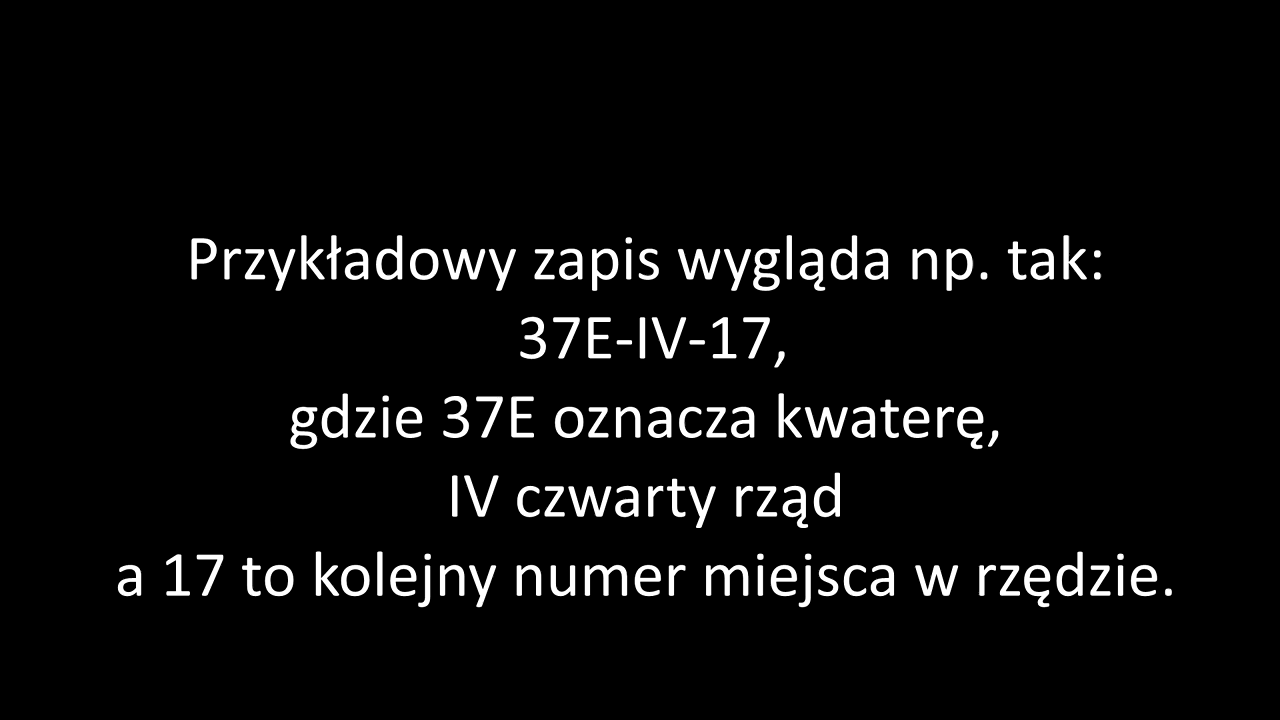 Przykładowy zapis wygląda np. tak:
37E-IV-17,
gdzie 37E oznacza kwaterę,
IV czwarty rząd
a 17 to kolejny numer miejsca w rzędzie.